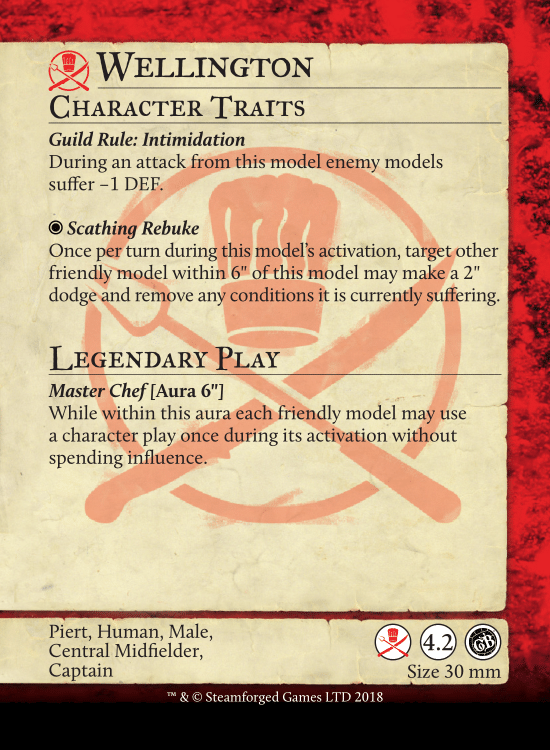 Wellington
Character Traits
Guild Rule: Intimidation
During an attack from this model enemy models
suffer –1 DEF.
Scathing Rebuke
Once per turn during this model's activation, target other
friendly model within 6" of this model may make a 2"
dodge and remove any conditions it is currently suffering.
Legendary Play
Master Chef [Aura 6"]
While within this aura each friendly model may use
a character play once during its activation without
spending influence.
Piert, Human, Male,
Central Midfielder,
Captain
4.2
GB
Size 30 mm
™ & © Steamforged Games LTD 2018